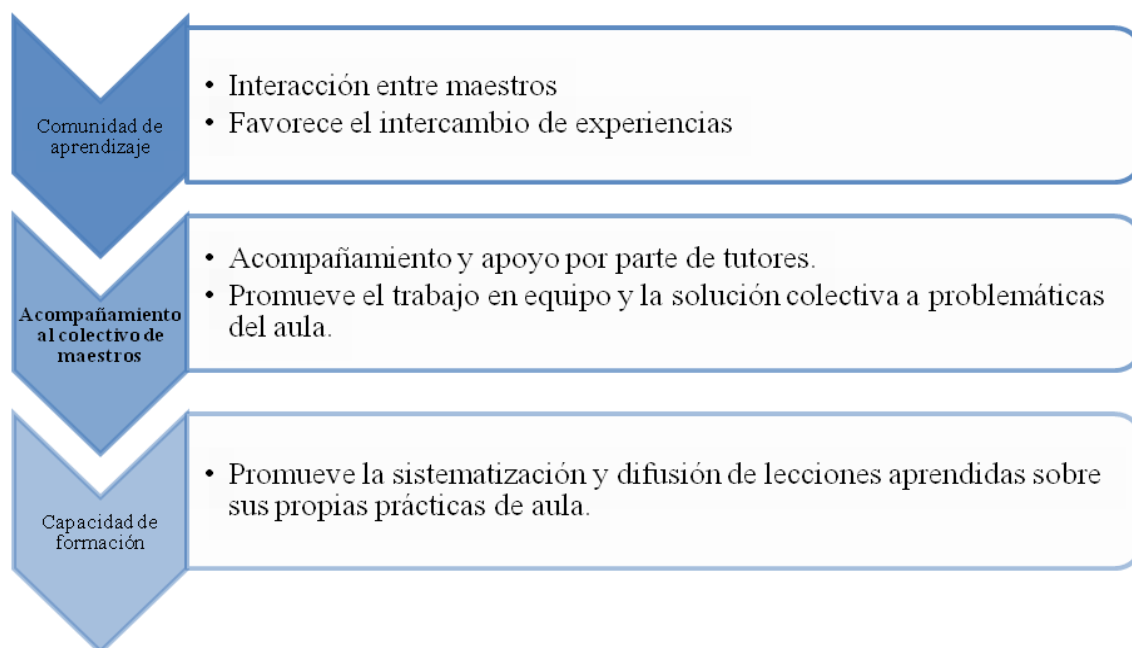 Comunidad de
aprendizaje
• Interacción entre maestros
• Favorece el intercambio de experiencias
Acompañamiento
al colectivo de
maestros
• Acompañamiento y apoyo por parte de tutores.
• Promueve el trabajo en equipo y la solución colectiva a problemáticas
del aula.
Capacidad de
formación
• Promueve la sistematización y difusión de lecciones aprendidas sobre
sus propias prácticas de aula.